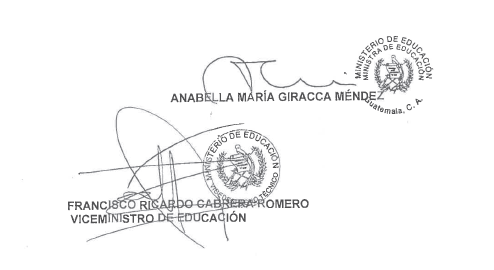 MINISTERIO DE EDUCACIÓN
MINISTRA DE EDUCACIÓN
Guatemala, C. A.
ANABELLA MARÍA GIRACCA MÉNDEZ
MINISTERIO DE EDUCACIÓN
TÉCNICO
FRANCISCO RICARDO CABRERA ROMERO
VICEMINISTRO DE EDUCACIÓN